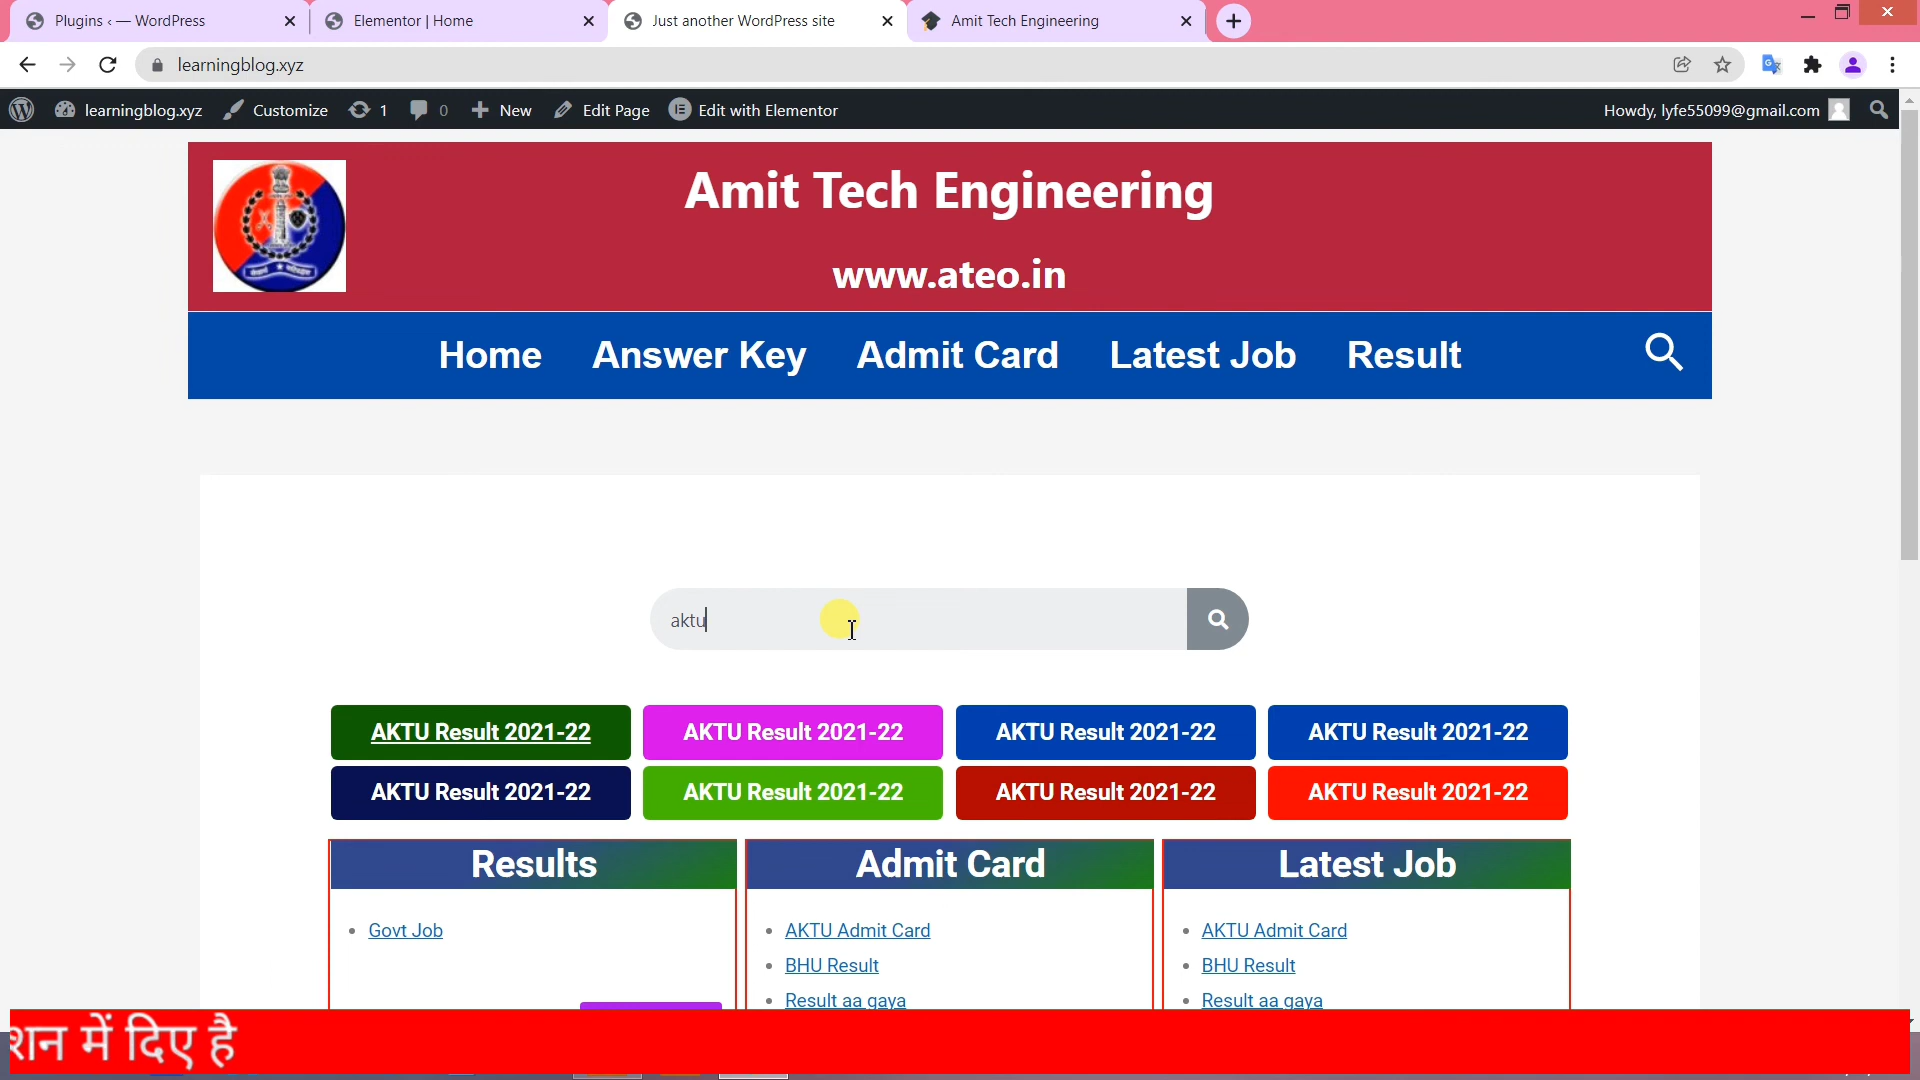 Plugins ‹ — WordPress
Elementor | Home
Just another WordPress site
Amit Tech Engineering
learningblog.xyz
learningblog.xyz
Customize
1
0
New
Edit Page
Edit with Elementor
Howdy, lyfe55099@gmail.com
Amit Tech Engineering
www.ateo.in
Home
Answer Key
Admit Card
Latest Job
Result
aktu
AKTU Result 2021-22
AKTU Result 2021-22
AKTU Result 2021-22
AKTU Result 2021-22
AKTU Result 2021-22
AKTU Result 2021-22
AKTU Result 2021-22
AKTU Result 2021-22
Results
Admit Card
Latest Job
Govt Job
AKTU Admit Card
AKTU Admit Card
BHU Result
BHU Result
Result aa gaya
Result aa gaya
में दिए है